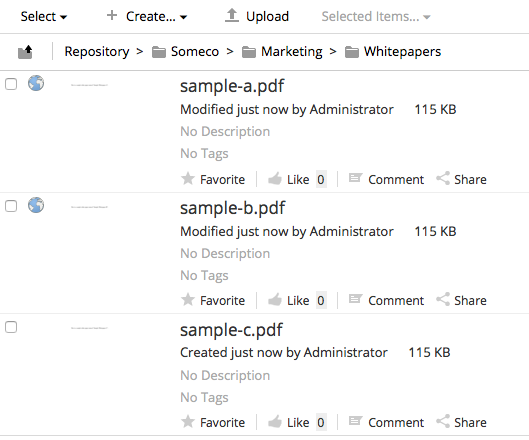 Select Create... Upload Selected Items...
Repository > Someco > Marketing > Whitepapers
sample-a.pdf
Modified just now by Administrator 115 KB
No Description
No Tags
Favorite Like 0 Comment Share
sample-b.pdf
Modified just now by Administrator 115 KB
No Description
No Tags
Favorite Like 0 Comment Share
sample-c.pdf
Created just now by Administrator 115 KB
No Description
No Tags
Favorite Like 0 Comment Share